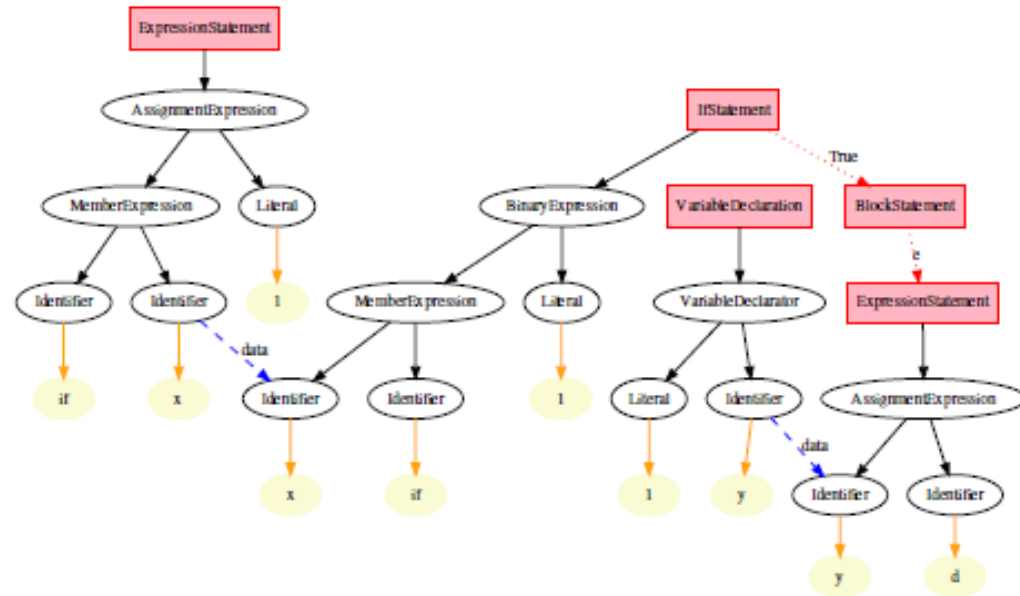 ExpressionStatement
AssignmentExpression
IfStatement
True
MemberExpression
Literal
BinaryExpression
VariableDeclaration
BlockStatement
e
Identifier
Identifier
1
MemberExpression
Literal
VariableDeclarator
ExpressionStatement
data
if
x
Identifier
Identifier
1
Literal
Identifier
AssignmentExpression
data
x
if
1
y
Identifier
Identifier
y
d